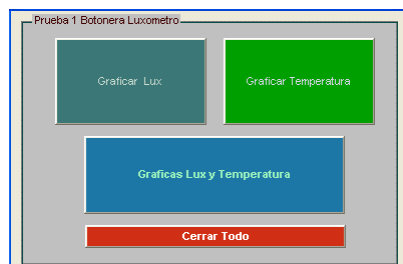 Prueba 1 Botonera Luxometro
Graficar Lux
Graficar Temperatura
Graficas Lux y Temperatura
Cerrar Todo